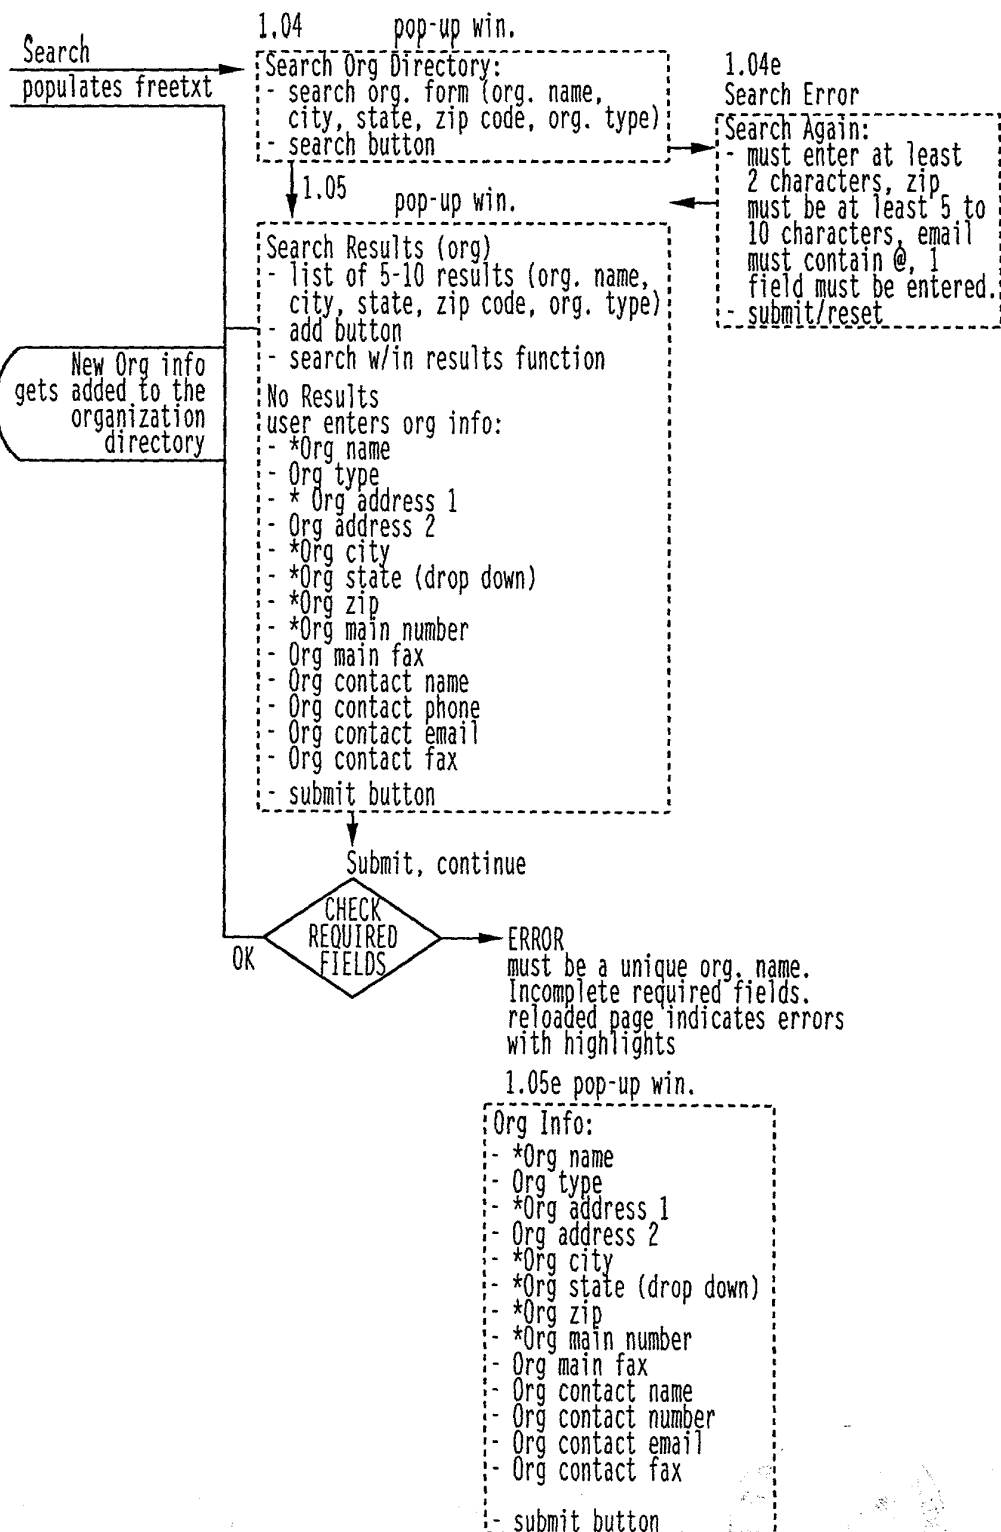 1.04 pop-up win.
Search
populates freetxt
Search Org Directory:
- search org. form (org. name,
city, state, zip code, org. type)
- search button
1.04e
Search Error
Search Again:
- must enter at least
2 characters, zip
must be at least 5 to
10 characters, email
must contain @, 1
field must be entered.
- submit/reset
1.05 pop-up win.
Search Results (org)
- list of 5-10 results (org. name,
city, state, zip code, org. type)
- add button
- search w/in results function
New Org info
gets added to the
organization
directory
No Results
user enters org info:
- *Org name
- Org type
- * Org address 1
- Org address 2
- *Org city
- *Org state (drop down)
- *Org zip
- *Org main number
- Org main fax
- Org contact name
- Org contact phone
- Org contact email
- Org contact fax
- submit button
Submit, continue
CHECK
REQUIRED
FIELDS
OK
ERROR
must be a unique org. name.
Incomplete required fields.
reloaded page indicates errors
with highlights
1.05e pop-up win.
Org Info:
- *Org name
- Org type
- *Org address 1
- Org address 2
- *Org city
- *Org state (drop down)
- *Org zip
- *Org main number
- Org main fax
- Org contact name
- Org contact number
- Org contact email
- Org contact fax
- submit button